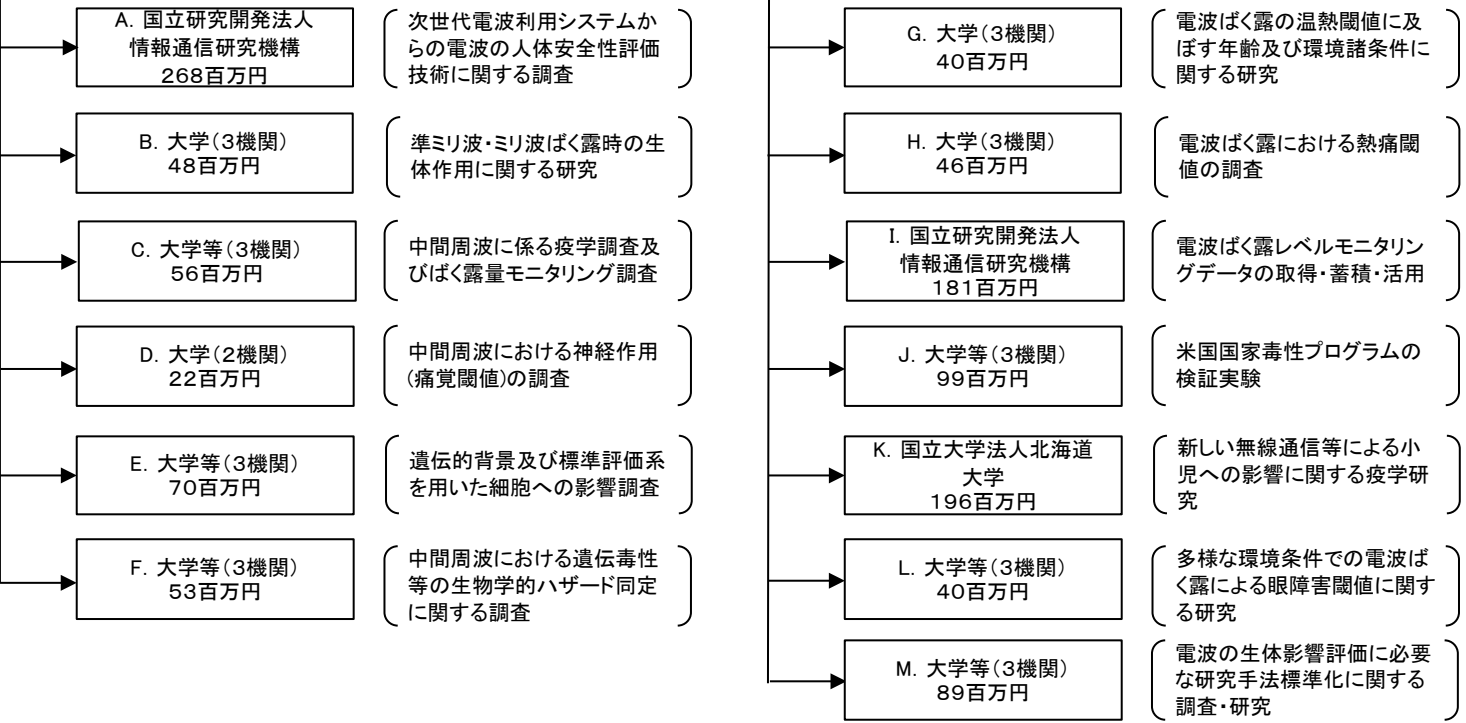 A. 国立研究開発法人
情報通信研究機構
268百万円
次世代電波利用システムか
らの電波の人体安全性評価
技術に関する調査
B. 大学(3機関)
48百万円
準ミリ波・ミリ波ばく露時の生
体作用に関する研究
C. 大学等(3機関)
56百万円
中間周波に係る疫学調査及
びばく露量モニタリング調査
D. 大学(2機関)
22百万円
中間周波における神経作用
(痛覚閾値)の調査
E. 大学等(3機関)
70百万円
遺伝的背景及び標準評価系
を用いた細胞への影響調査
F. 大学等(3機関)
53百万円
中間周波における遺伝毒性
等の生物学的ハザード同定
に関する調査
G. 大学(3機関)
40百万円
電波ばく露の温熱閾値に及
ぼす年齢及び環境諸条件に
関する研究
H. 大学(3機関)
46百万円
電波ばく露における熱痛閾
値の調査
I. 国立研究開発法人
情報通信研究機構
181百万円
電波ばく露レベルモニタリン
グデータの取得・蓄積・活用
J. 大学等(3機関)
99百万円
米国国家毒性プログラムの
検証実験
K. 国立大学法人北海道
大学
196百万円
新しい無線通信等による小
児への影響に関する疫学研
究
L. 大学等(3機関)
40百万円
多様な環境条件での電波ば
く露による眼障害閾値に関す
る研究
M. 大学等(3機関)
89百万円
電波の生体影響評価に必要
な研究手法標準化に関する
調査・研究